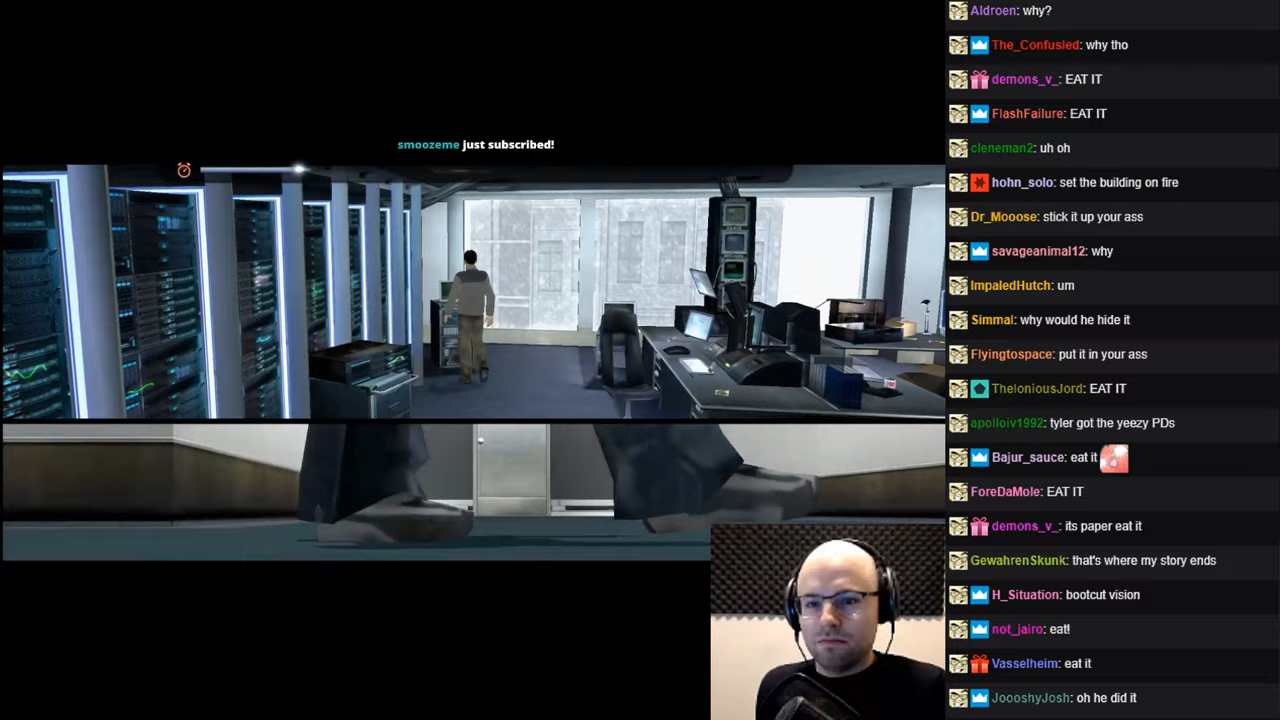 smoozeme just subscribed!
Aldroen: why?
The_Confusled: why tho
demons_v_: EAT IT
FlashFailure: EAT IT
cleneman2: uh oh
hohn_solo: set the building on fire
Dr_Mooose: stick it up your ass
savageanimal12: why
ImpaledHutch: um
Simmal: why would he hide it
Flyingtospace: put it in your ass
TheloniousJord: EAT IT
apolloiv1992: tyler got the yeezy PDs
Bajur_sauce: eat it
ForeDaMole: EAT IT
demons_v_: its paper eat it
GewahrenSkunk: that's where my story ends
H_Situation: bootcut vision
not_jairo: eat!
Vasselheim: eat it
JoooshyJosh: oh he did it